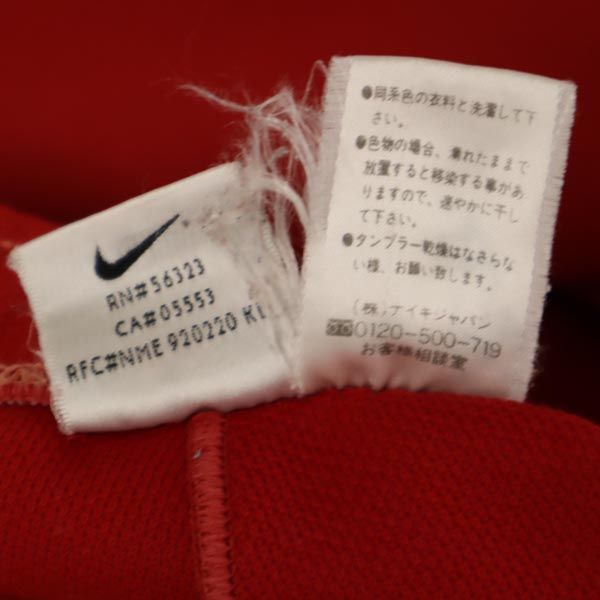 RN#56323
CA#05553
RFC#NME 920220 KI
●同系色の衣料と洗濯して下
さい。
●色物の場合、濡れたままで
放置すると移染する事があ
りますので、速やかに干し
て下さい。
●タンブラー乾燥はなさらな
い様、お願い致します。
(株)ナイキジャパン
0120-500-719
お客様相談室